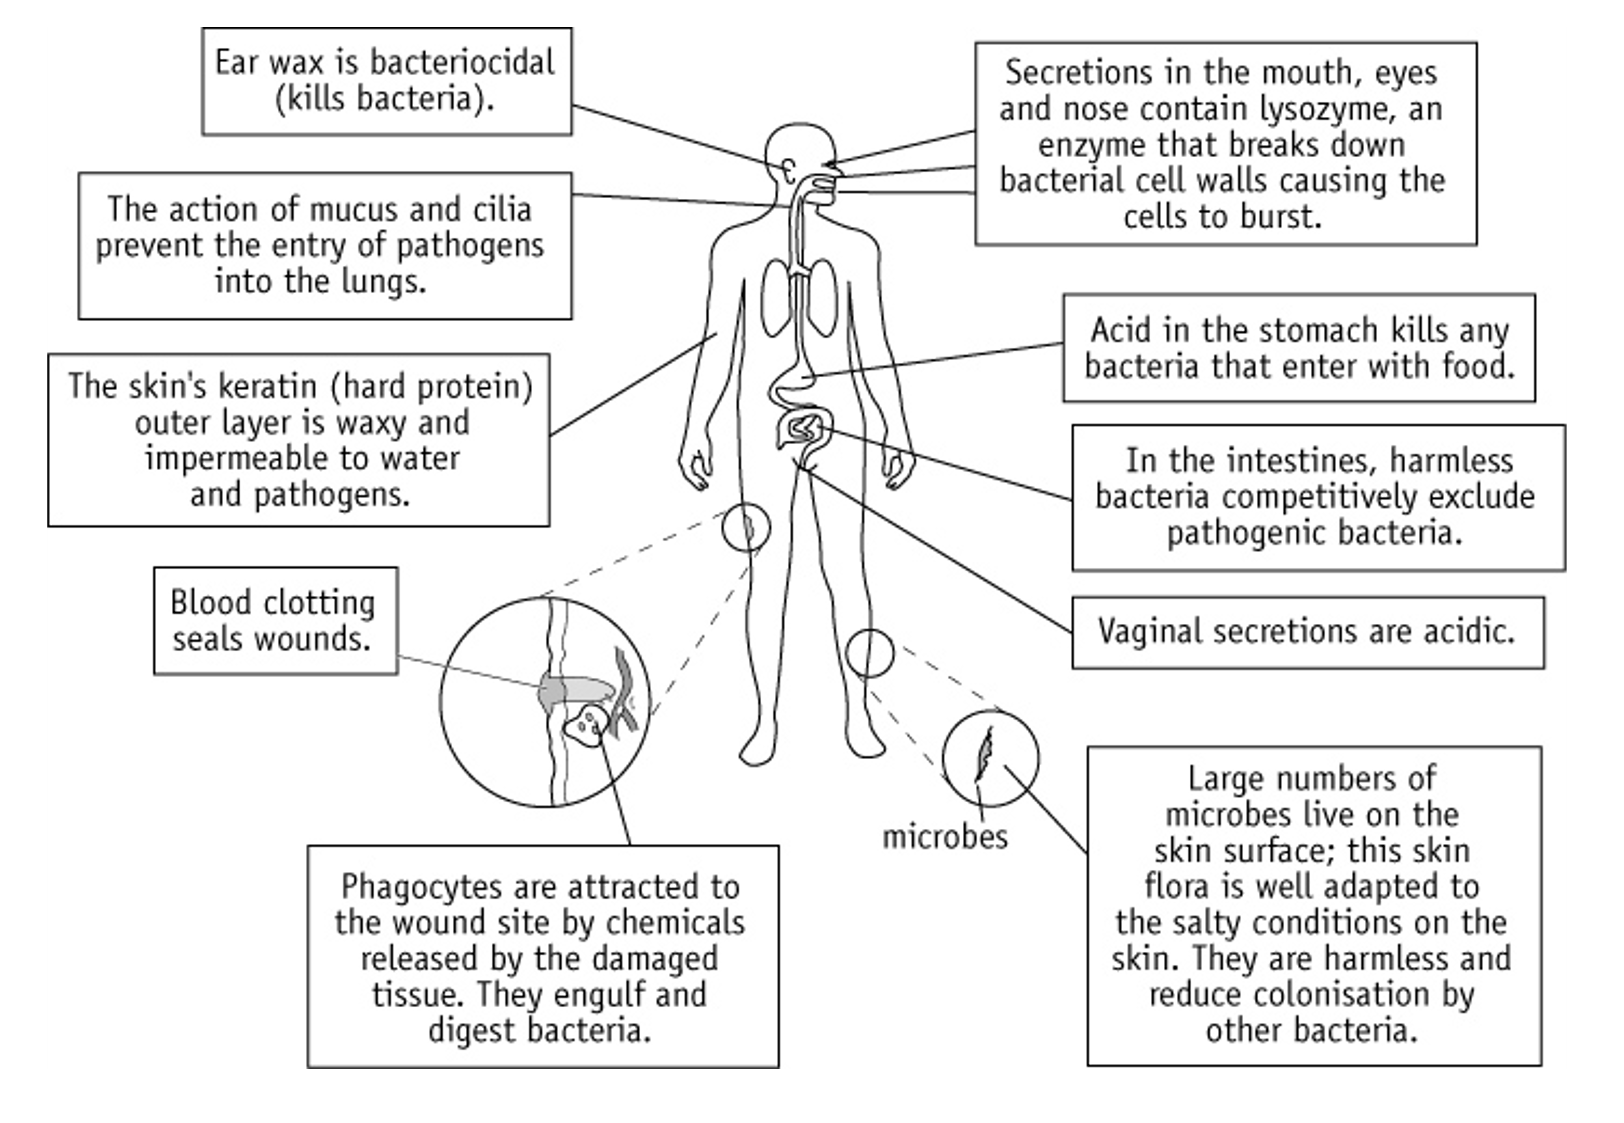 Ear wax is bacteriocidal
(kills bacteria).
Secretions in the mouth, eyes
and nose contain lysozyme, an
enzyme that breaks down
bacterial cell walls causing the
cells to burst.
The action of mucus and cilia
prevent the entry of pathogens
into the lungs.
Acid in the stomach kills any
bacteria that enter with food.
The skin's keratin (hard protein)
outer layer is waxy and
impermeable to water
and pathogens.
In the intestines, harmless
bacteria competitively exclude
pathogenic bacteria.
Blood clotting
seals wounds.
Vaginal secretions are acidic.
microbes
Large numbers of
microbes live on the
skin surface; this skin
flora is well adapted to
the salty conditions on the
skin. They are harmless and
reduce colonisation by
other bacteria.
Phagocytes are attracted to
the wound site by chemicals
released by the damaged
tissue. They engulf and
digest bacteria.